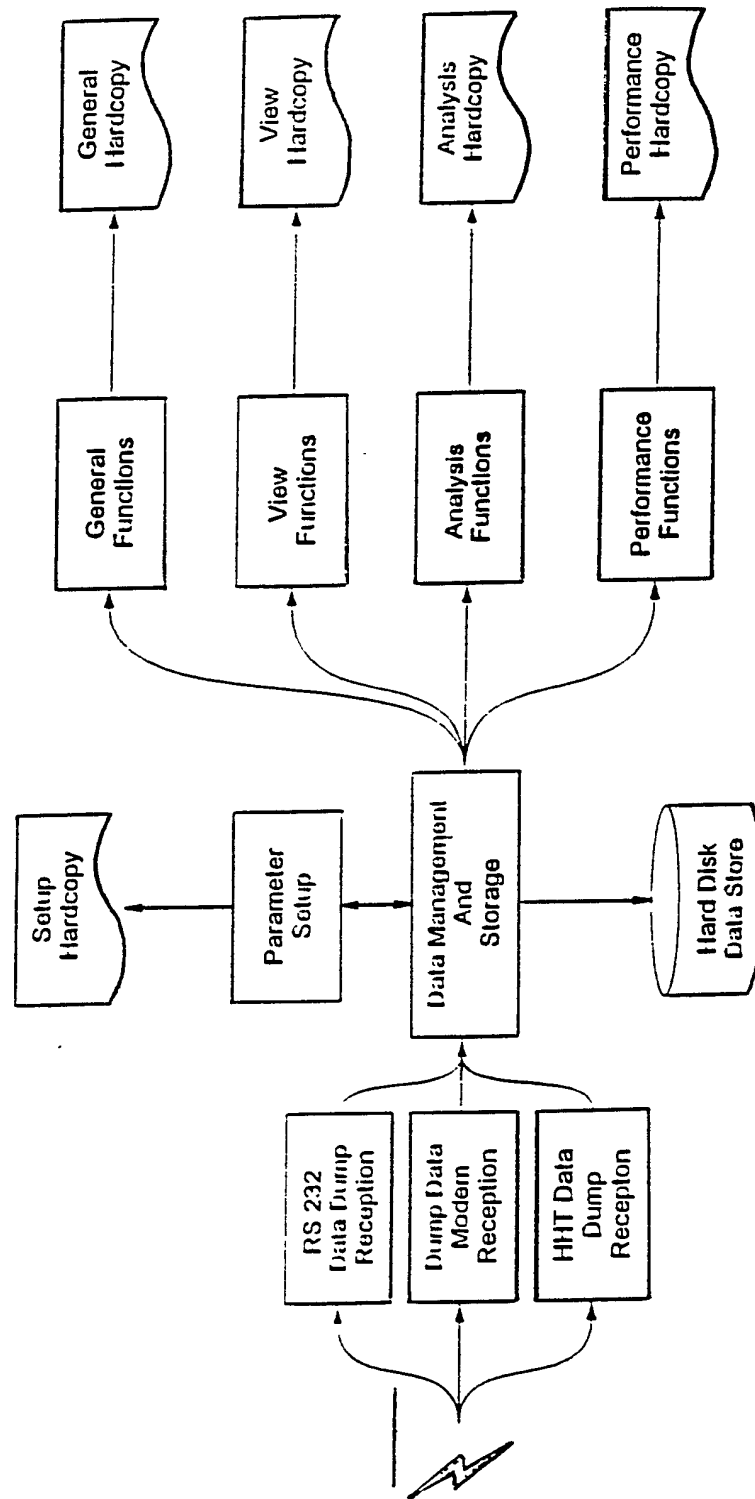 Setup
Hardcopy
Parameter
Setup
RS 232
Data Dump
Reception
Dump Data
Modem
Reception
HHT Data
Dump
Recepton
Data Management
And
Storage
Hard Disk
Data Store
General
Functions
View
Functions
Analysis
Functions
Performance
Functions
General
Hardcopy
View
Hardcopy
Analysis
Hardcopy
Performance
Hardcopy